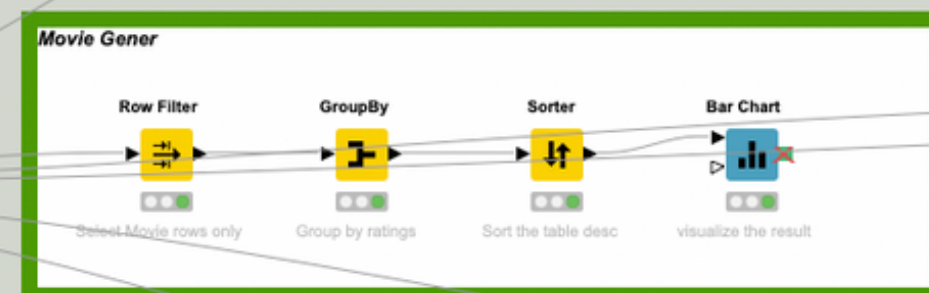 Movie Gener
Row Filter GroupBy Sorter Bar Chart
Select Movie rows only Group by ratings Sort the table desc visualize the result